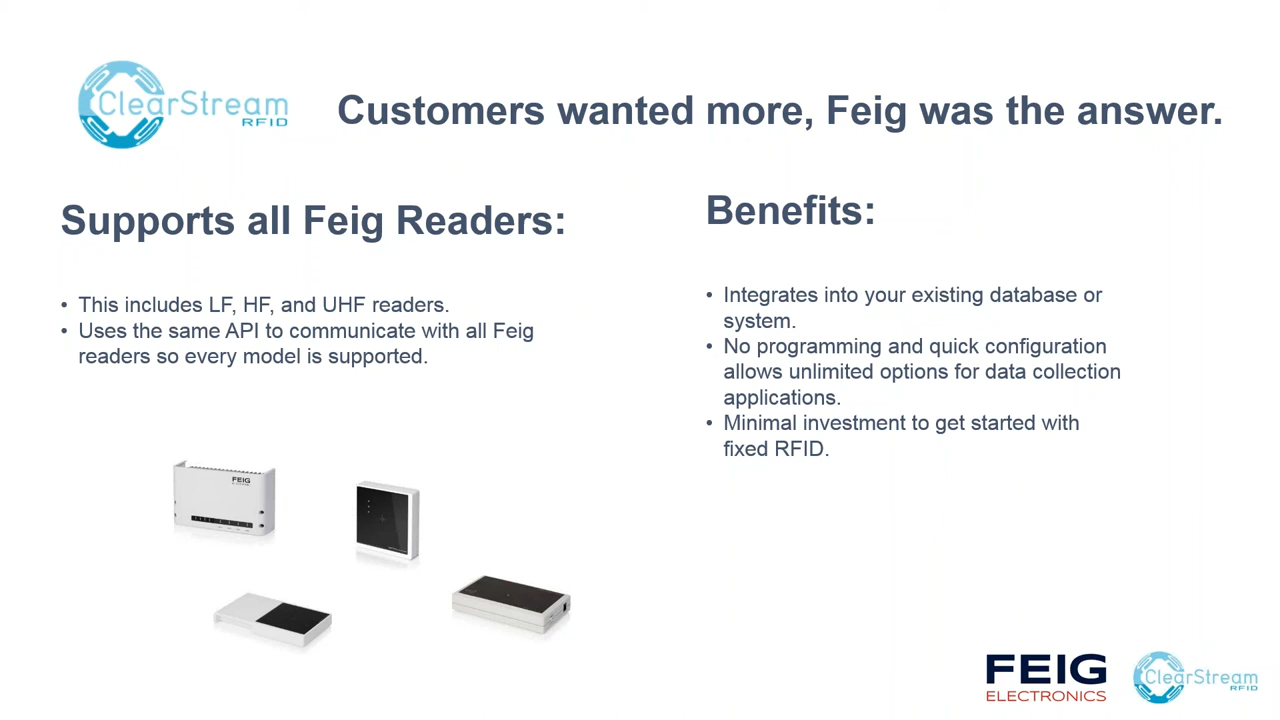 ClearStream
RFID
Customers wanted more, Feig was the answer.
Supports all Feig Readers:
• This includes LF, HF, and UHF readers.
• Uses the same API to communicate with all Feig
readers so every model is supported.
Benefits:
• Integrates into your existing database or
system.
• No programming and quick configuration
allows unlimited options for data collection
applications.
• Minimal investment to get started with
fixed RFID.
FEIG
FEIG
ELECTRONICS
ClearStream
RFID